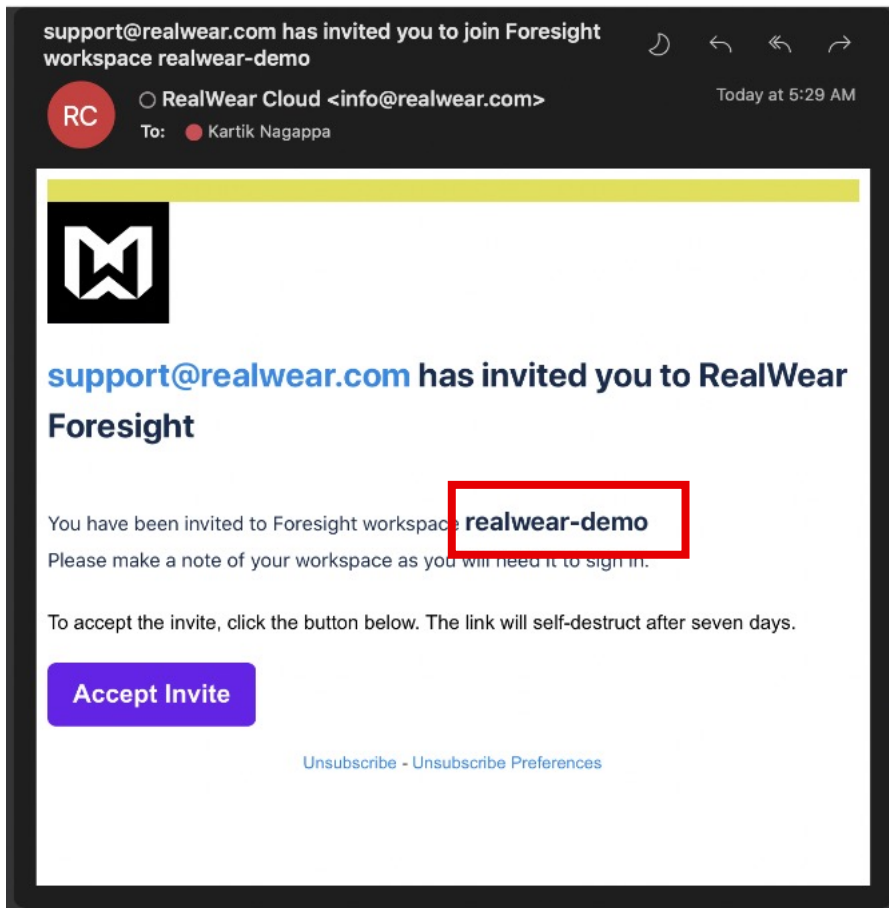 support@realwear.com has invited you to join Foresight
workspace realwear-demo
RC
RealWear Cloud <info@realwear.com>
Today at 5:29 AM
To: Kartik Nagappa
support@realwear.com has invited you to RealWear
Foresight
You have been invited to Foresight workspace realwear-demo
Please make a note of your workspace as you will need it to sign in.
To accept the invite, click the button below. The link will self-destruct after seven days.
Accept Invite
Unsubscribe - Unsubscribe Preferences